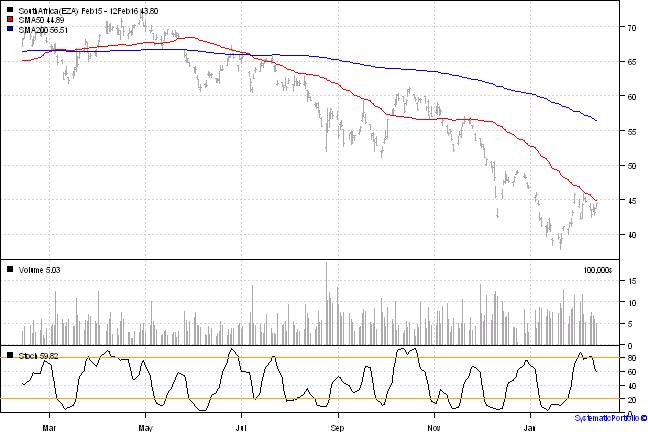 SouthAfrica(EZA) Feb15 - 12Feb16 43.80
SMA50 44.89
SMA200 56.51
70
65
60
55
50
45
40
Volume 5.03
100,000s
15
10
5
0
Stoch 59.82
80
60
40
20
0
Mar May Jul Sep Nov Jan
SystematicPortfolio ©